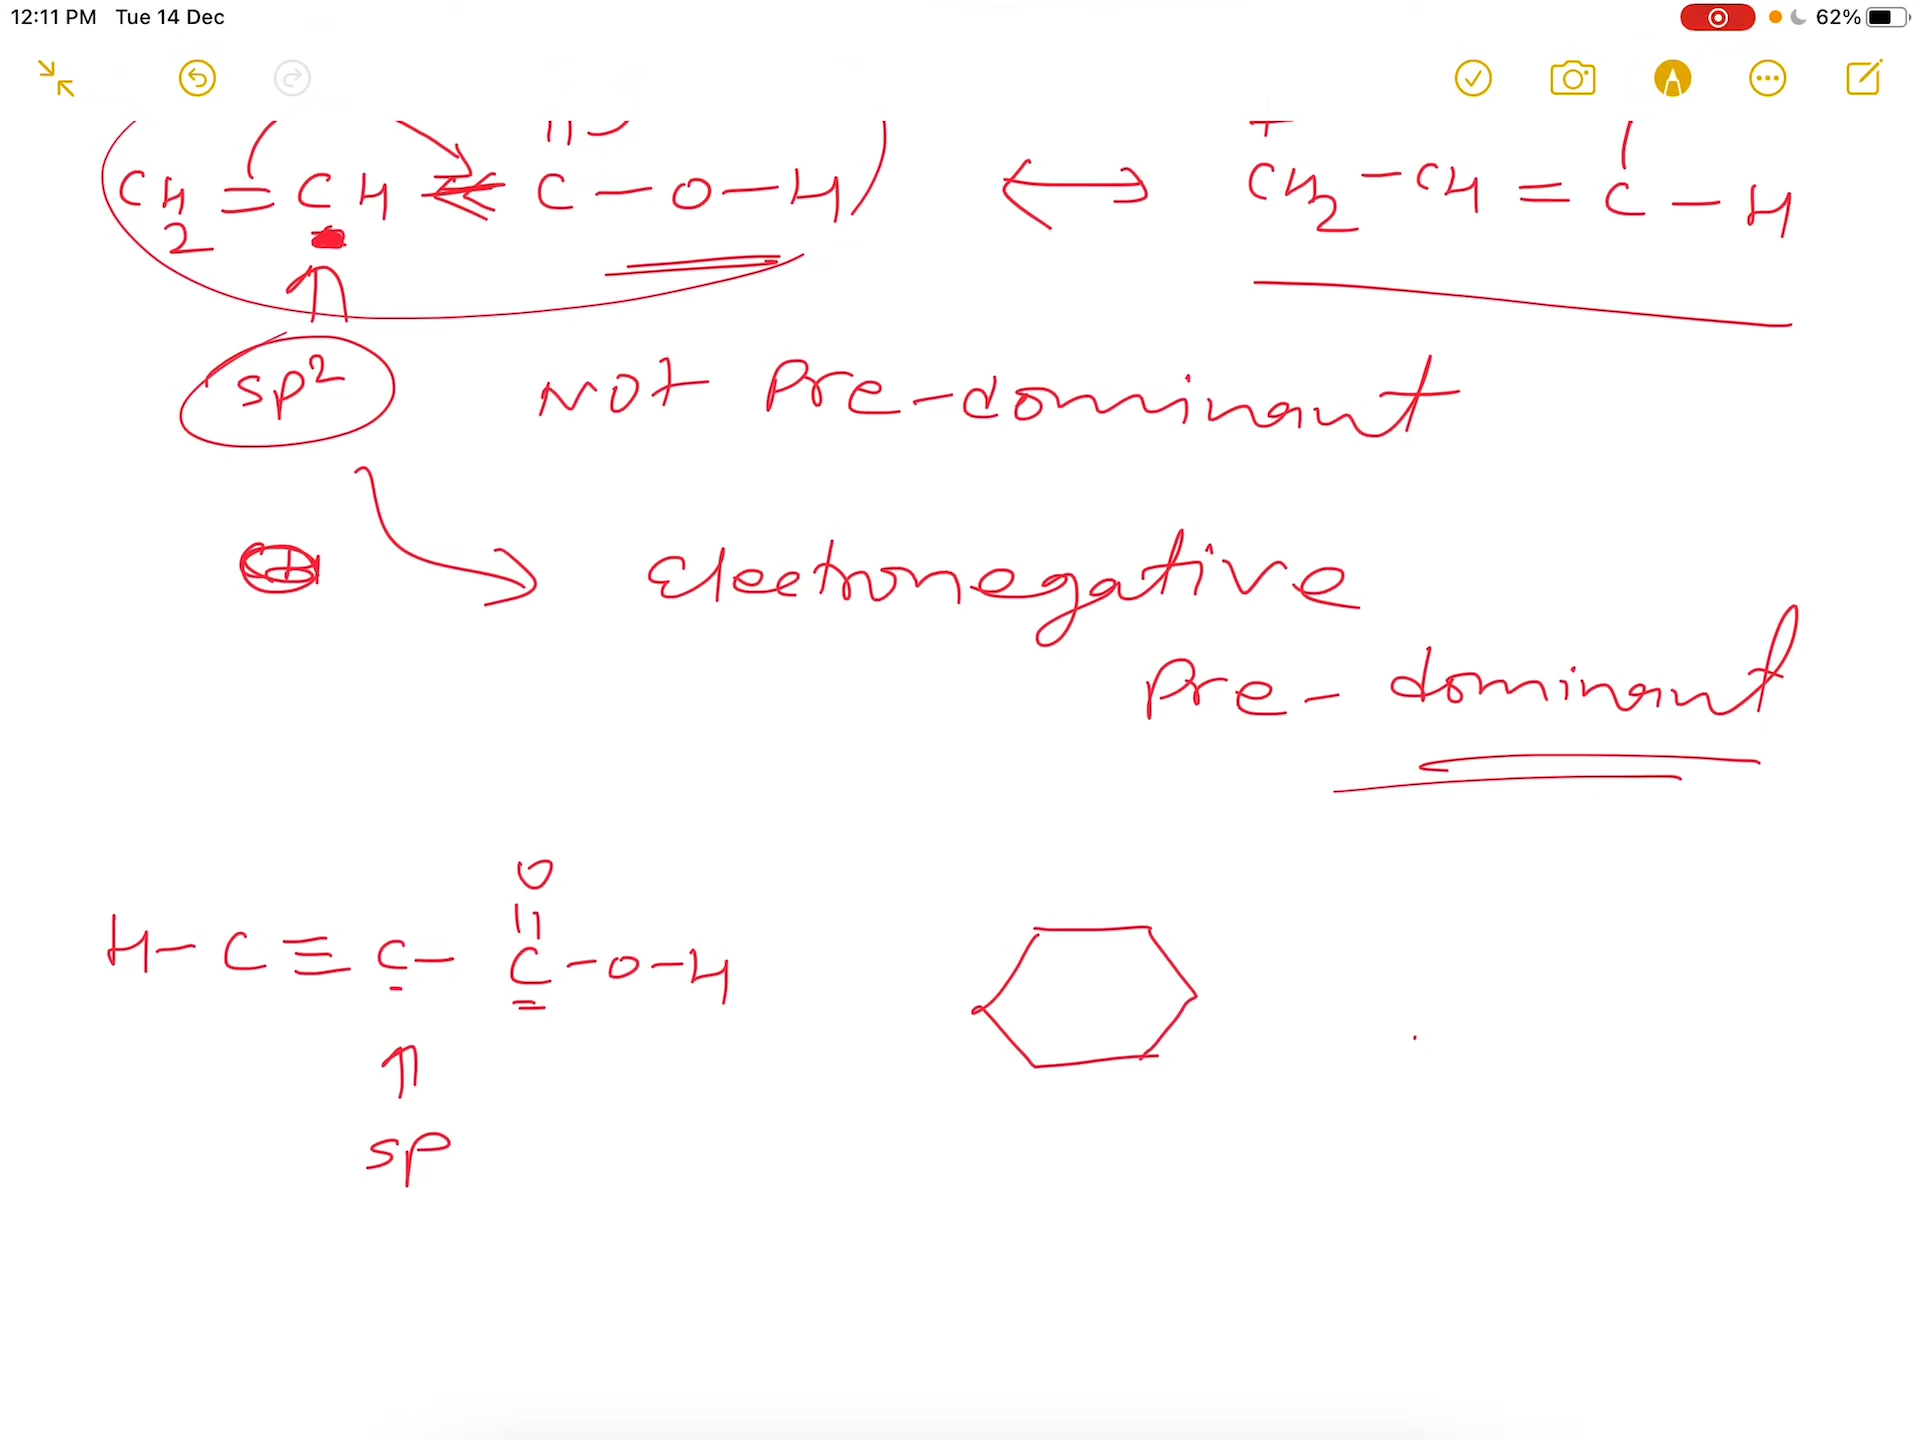 12:11 PM Tue 14 Dec 62%
CH2 = CH C - O - H ⟷ CH2 - CH = C - H
sp² Not Pre-dominant
Electronegative
Pre-dominant
O
H - C ≡ C - C - O - H
sp